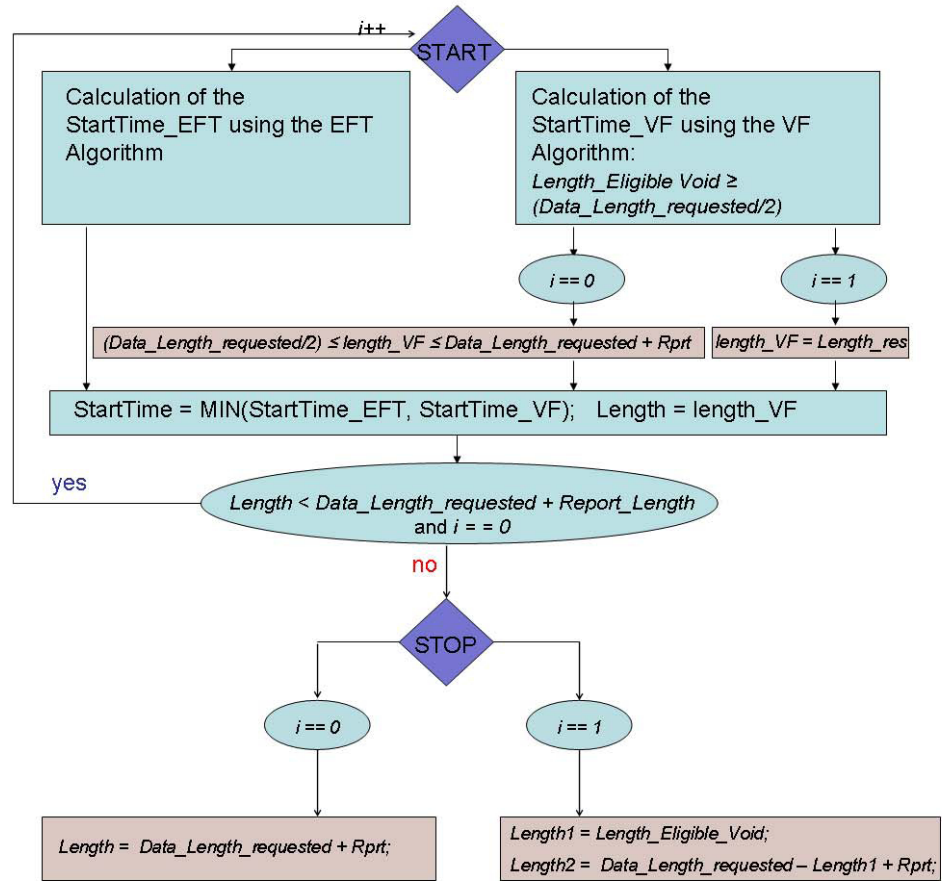 i++
START
Calculation of the
StartTime_EFT using the EFT
Algorithm
Calculation of the
StartTime_VF using the VF
Algorithm:
Length_Eligible Void ≥
(Data_Length_requested/2)
i == 0
i == 1
(Data_Length_requested/2) ≤ length_VF ≤ Data_Length_requested + Rprt
length_VF = Length_res
StartTime = MIN(StartTime_EFT, StartTime_VF); Length = length_VF
yes
Length < Data_Length_requested + Report_Length
and i = = 0
no
STOP
i == 0
i == 1
Length = Data_Length_requested + Rprt;
Length1 = Length_Eligible_Void;
Length2 = Data_Length_requested – Length1 + Rprt;